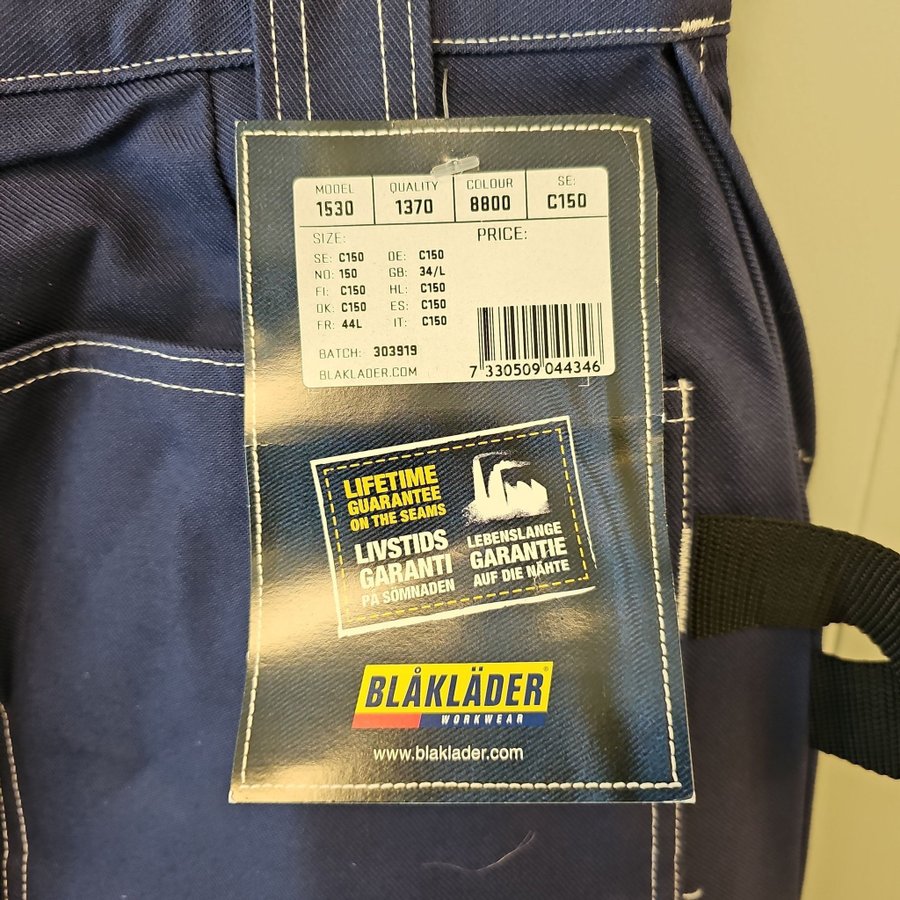 MODEL QUALITY COLOUR SE:
1530 1370 8800 C150
SIZE: PRICE:
SE: C150 DE: C150
NO: 150 GB: 34/L
FI: C150 HL: C150
DK: C150 ES: C150
FR: 44L IT: C150
BATCH: 303919
BLAKLADER.COM
7 330509 044346
LIFETIME
GUARANTEE
ON THE SEAMS
LIVSTIDS
GARANTI
PÅ SÖMNADEN
LEBENSLANGE
GARANTIE
AUF DIE NÄHTE
BLÅKLÄDER®
WORKWEAR
www.blaklader.com